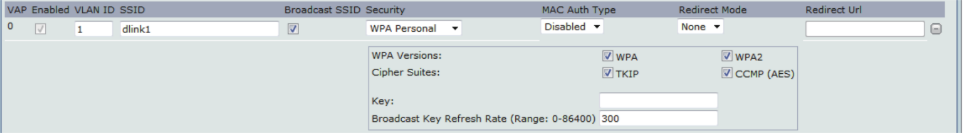 VAP Enabled VLAN ID SSID Broadcast SSID Security MAC Auth Type Redirect Mode Redirect Url
0 1 dlink1 WPA Personal Disabled None
WPA Versions: WPA WPA2
Cipher Suites: TKIP CCMP (AES)
Key:
Broadcast Key Refresh Rate (Range: 0-86400) 300